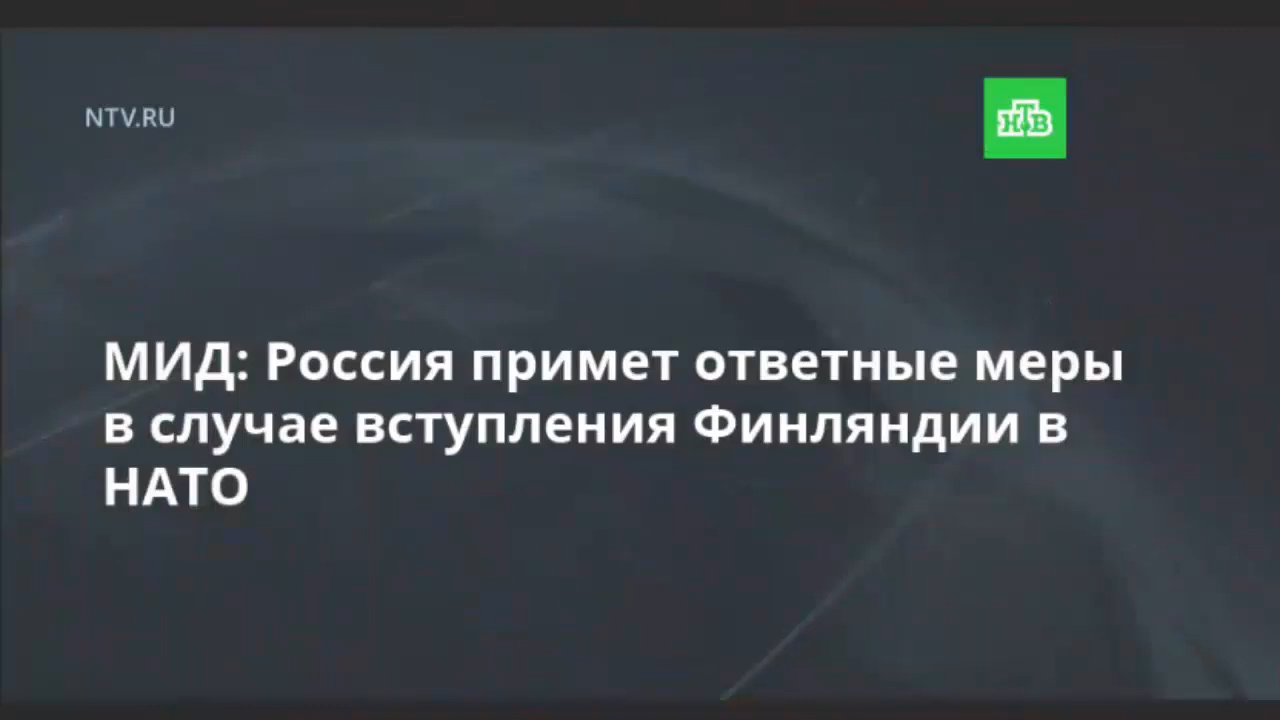 NTV.RU
НТВ
МИД: Россия примет ответные меры
в случае вступления Финляндии в
НАТО